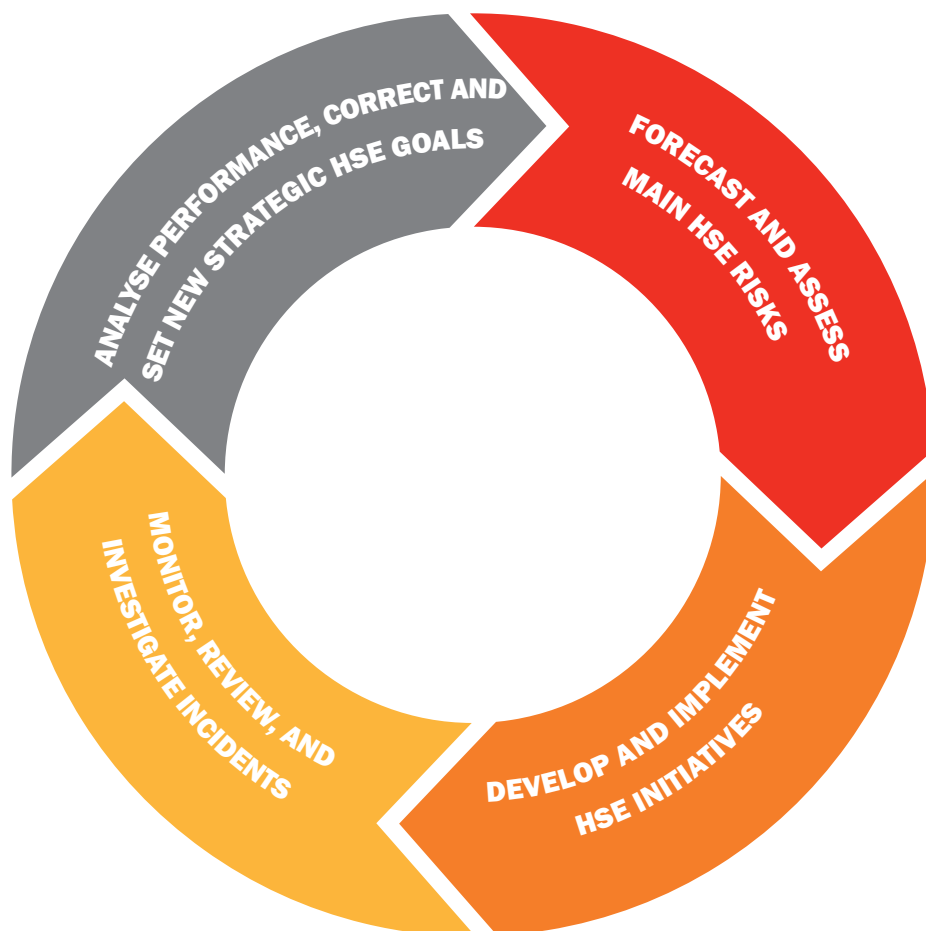 ANALYSE PERFORMANCE, CORRECT AND
SET NEW STRATEGIC HSE GOALS
FORECAST AND ASSESS
MAIN HSE RISKS
DEVELOP AND IMPLEMENT
HSE INITIATIVES
MONITOR, REVIEW, AND
INVESTIGATE INCIDENTS